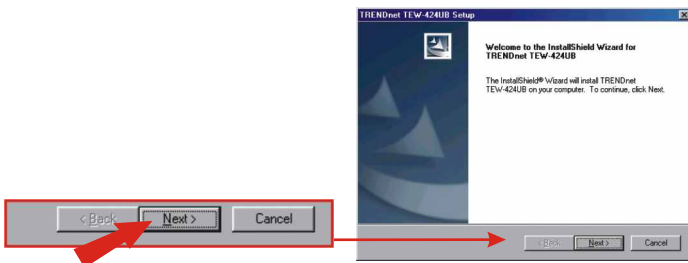 TRENDnet TEW-424UB Setup
Welcome to the InstallShield Wizard for
TRENDnet TEW-424UB
The InstallShield® Wizard will install TRENDnet
TEW-424UB on your computer. To continue, click Next.
< Back Next > Cancel
< Back Next > Cancel